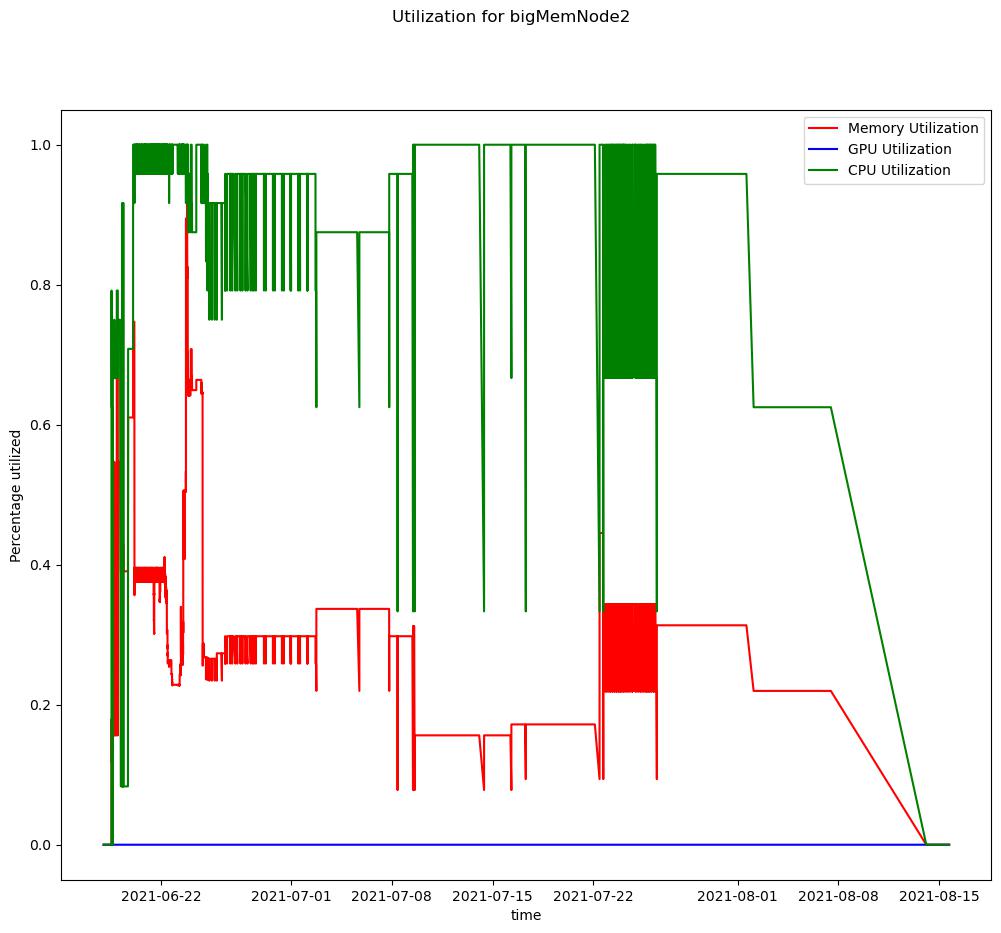 Utilization for bigMemNode2
Memory Utilization
GPU Utilization
CPU Utilization
Percentage utilized
1.0
0.8
0.6
0.4
0.2
0.0
2021-06-22 2021-07-01 2021-07-08 2021-07-15 2021-07-22 2021-08-01 2021-08-08 2021-08-15
time